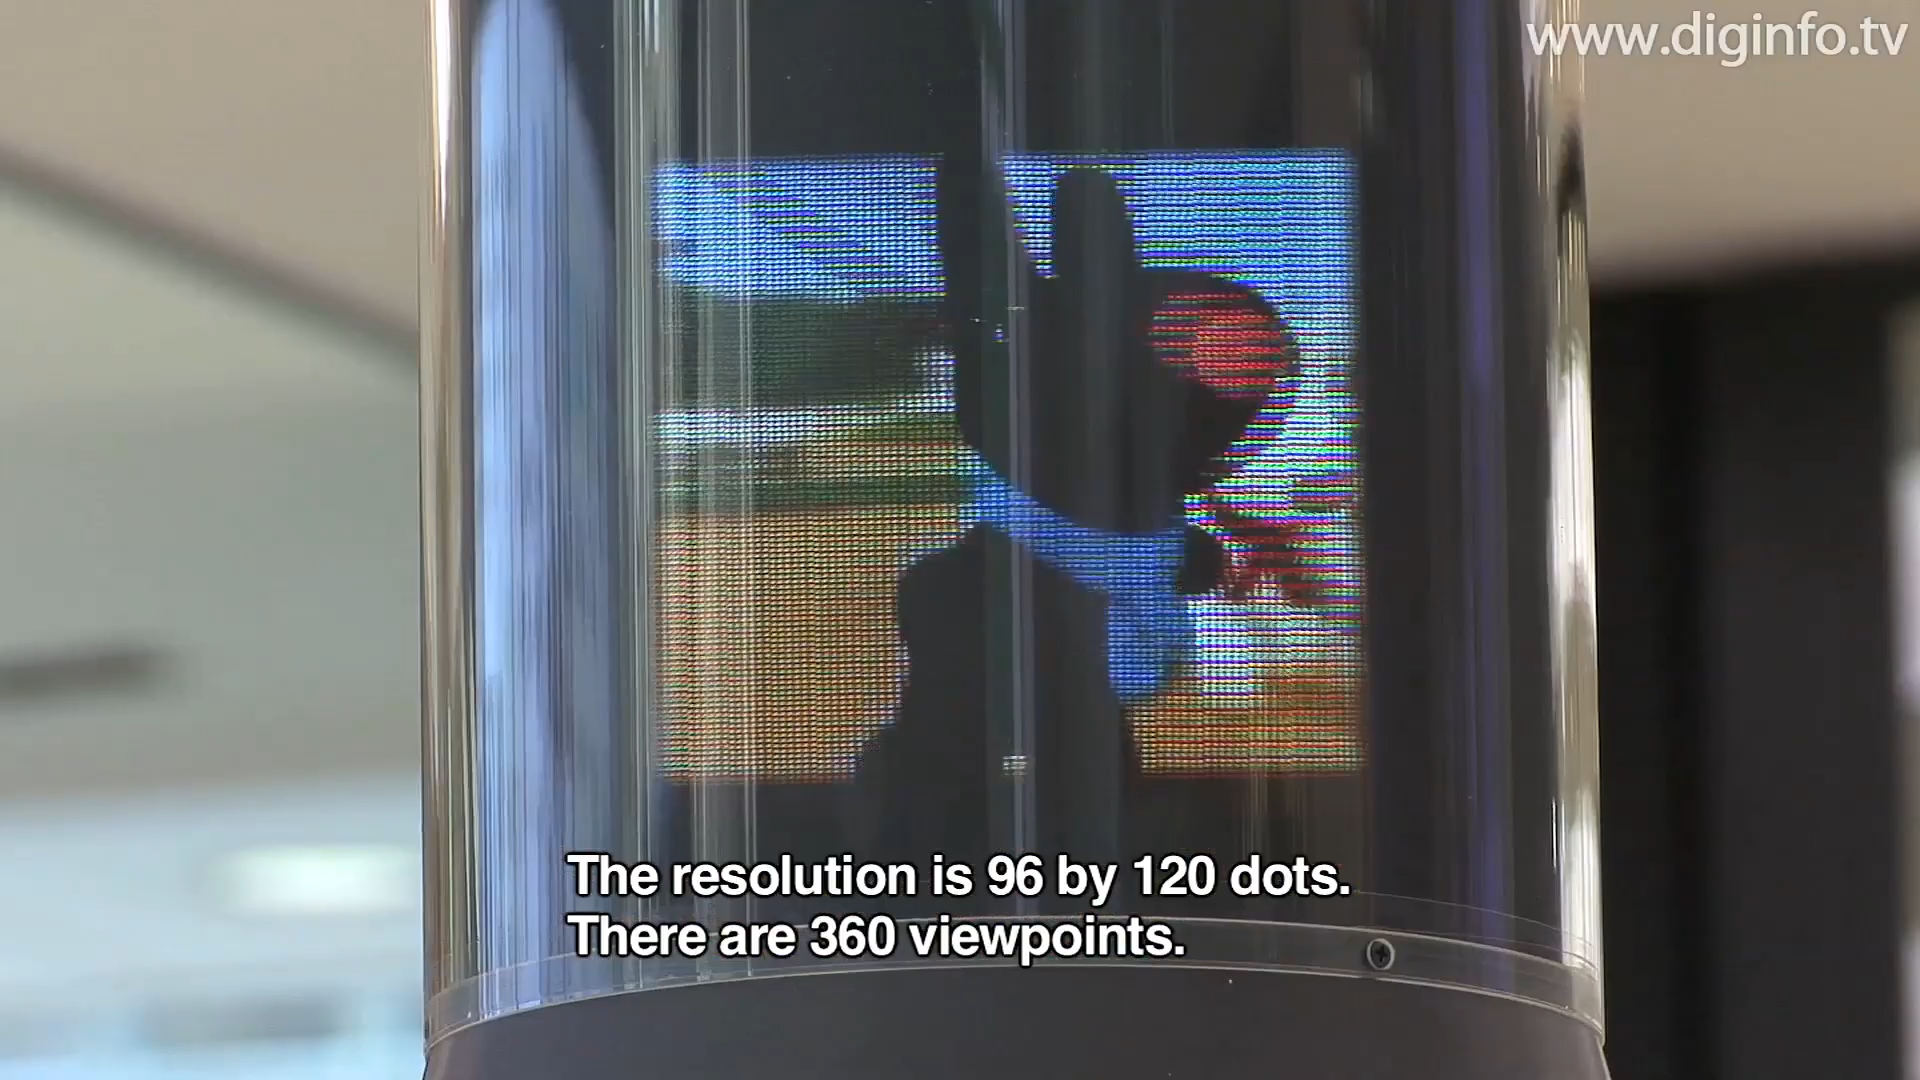 www.diginfo.tv
The resolution is 96 by 120 dots.
There are 360 viewpoints.